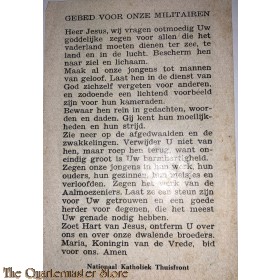 GEBED VOOR ONZE MILITAIREN
Heer Jesus, wij vragen ootmoedig Uw
goddelijke zegen voor allen die het
vaderland moeten dienen ter zee, te
land en in de lucht. Bescherm hen
naar ziel en lichaam.
Maak al onze jongens tot mannen
van geloof. Laat hen in de dienst van
God zichzelf vergeten voor anderen,
en zodoende een lichtend voorbeeld
zijn voor hun kameraden.
Bewaar hen rein in gedachten, woor-
den en daden. Gij kent hun moeilijk-
heden en hun strijd.
Zie neer op de afgedwaalden en de
zwakkelingen. Verwijder U niet van
hen, maar roep hen terug, want on-
eindig groot is Uw barmhartigheid.
Zegen onze jongens in hun werk, hun
ouders, hun gezinnen, hun meisjes en
verloofden. Zegen het werk van de
Aalmoezeniers. Laat ze een steun zijn
voor Uw getrouwen en een goede
herder voor degenen, die het meest
Uw genade nodig hebben.
Zoet Hart van Jesus, ontferm U over
ons en over onze dwalende broeders.
Maria, Koningin van de Vrede, bid
voor ons. Amen
Nationaal Katholiek Thuisfront
© The Quartermaster Store